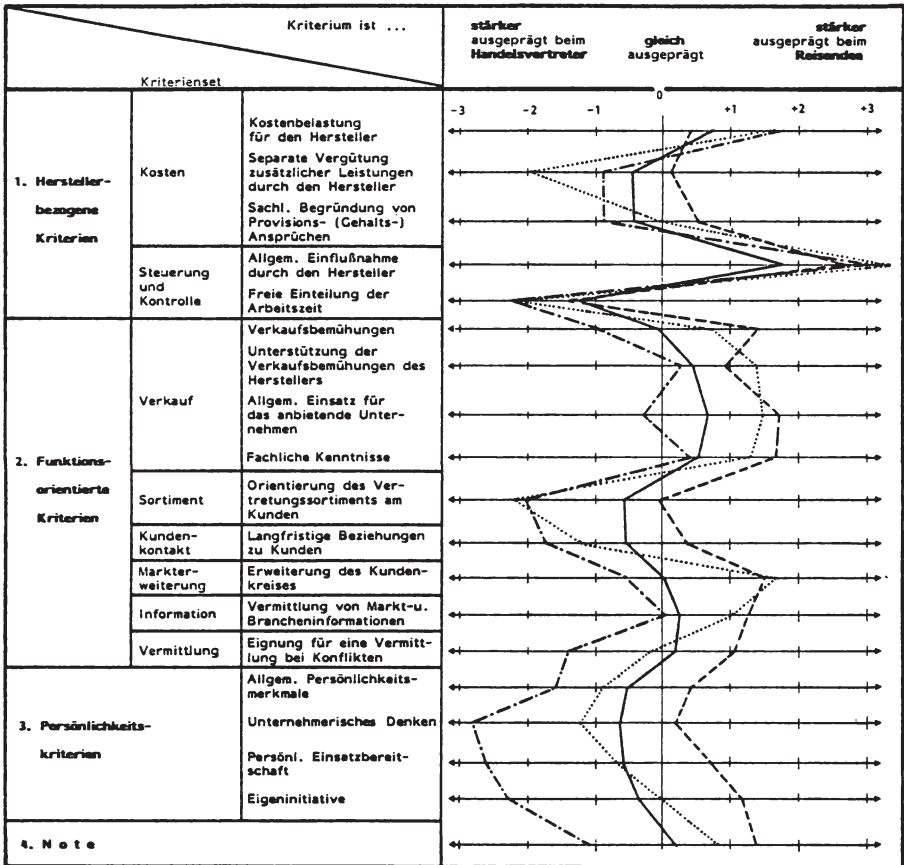 Kriterium ist ...
Kriterienset
stärker
ausgeprägt beim
Handelsvertreter
gleich
ausgeprägt
stärker
ausgeprägt beim
Reisenden
-3 -2 -1 0 +1 +2 +3
1. Hersteller-
bezogene
Kriterien
Kosten
Kostenbelastung
für den Hersteller
Separate Vergütung
zusätzlicher Leistungen
durch den Hersteller
Sachl. Begründung von
Provisions- (Gehalts-)
Ansprüchen
Steuerung
und
Kontrolle
Allgem. Einflußnahme
durch den Hersteller
Freie Einteilung der
Arbeitszeit
2. Funktions-
orientierte
Kriterien
Verkauf
Verkaufsbemühungen
Unterstützung der
Verkaufsbemühungen des
Herstellers
Allgem. Einsatz für
das anbietende Unter-
nehmen
Fachliche Kenntnisse
Sortiment
Orientierung des Ver-
tretungssortiments am
Kunden
Kunden-
kontakt
Langfristige Beziehungen
zu Kunden
Markter-
weiterung
Erweiterung des Kunden-
kreises
Information
Vermittlung von Markt-u.
Brancheninformationen
Vermittlung
Eignung für eine Vermitt-
lung bei Konflikten
3. Persönlichkeits-
kriterien
Allgem. Persönlichkeits-
merkmale
Unternehmerisches Denken
Persönl. Einsatzbereit-
schaft
Eigeninitiative
4. Note